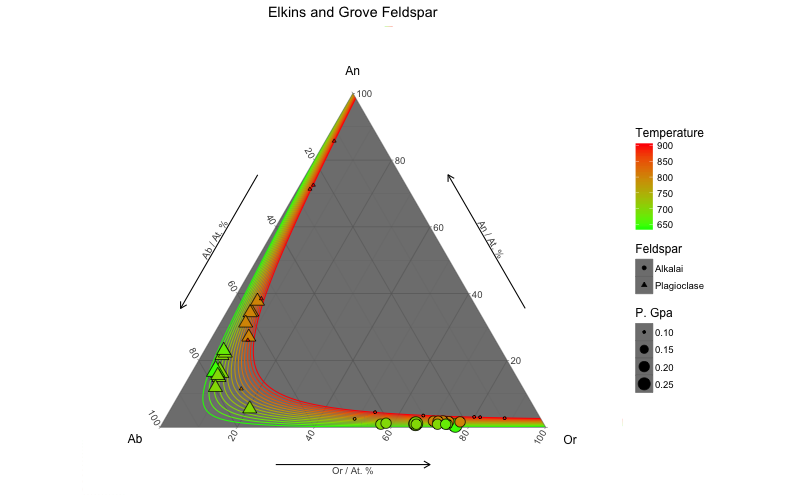 Elkins and Grove Feldspar
An
100
20
80
Ab / At. %
An / At. %
40
60
60
40
80
20
100
Ab
20
40
60
80
100
Or
Or / At. %
Temperature
900
850
800
750
700
650
Feldspar
Alkalai
Plagioclase
P. Gpa
0.10
0.15
0.20
0.25